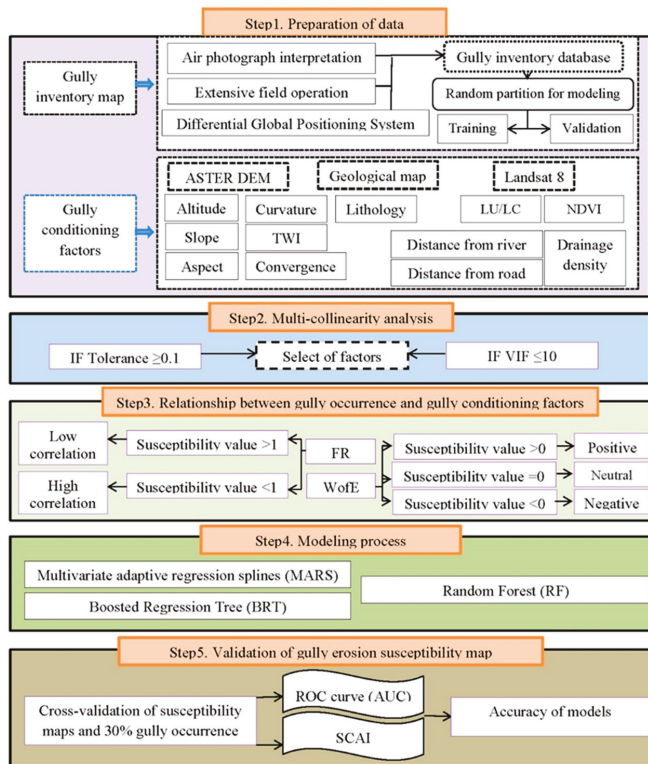 Step1. Preparation of data
Gully
inventory map
Air photograph interpretation
Extensive field operation
Differential Global Positioning System
Gully inventory database
Random partition for modeling
Training
Validation
Gully
conditioning
factors
ASTER DEM
Geological map
Landsat 8
Altitude
Curvature
Lithology
LU/LC
NDVI
Slope
TWI
Distance from river
Drainage
density
Aspect
Convergence
Distance from road
Step2. Multi-collinearity analysis
IF Tolerance ≥0.1
Select of factors
IF VIF ≤10
Step3. Relationship between gully occurrence and gully conditioning factors
Low
correlation
Susceptibility value >1
FR
Susceptibility value >0
Positive
Susceptibility value =0
Neutral
High
correlation
Susceptibility value <1
WofE
Susceptibility value <0
Negative
Step4. Modeling process
Multivariate adaptive regression splines (MARS)
Boosted Regression Tree (BRT)
Random Forest (RF)
Step5. Validation of gully erosion susceptibility map
Cross-validation of susceptibility
maps and 30% gully occurrence
ROC curve (AUC)
SCAI
Accuracy of models